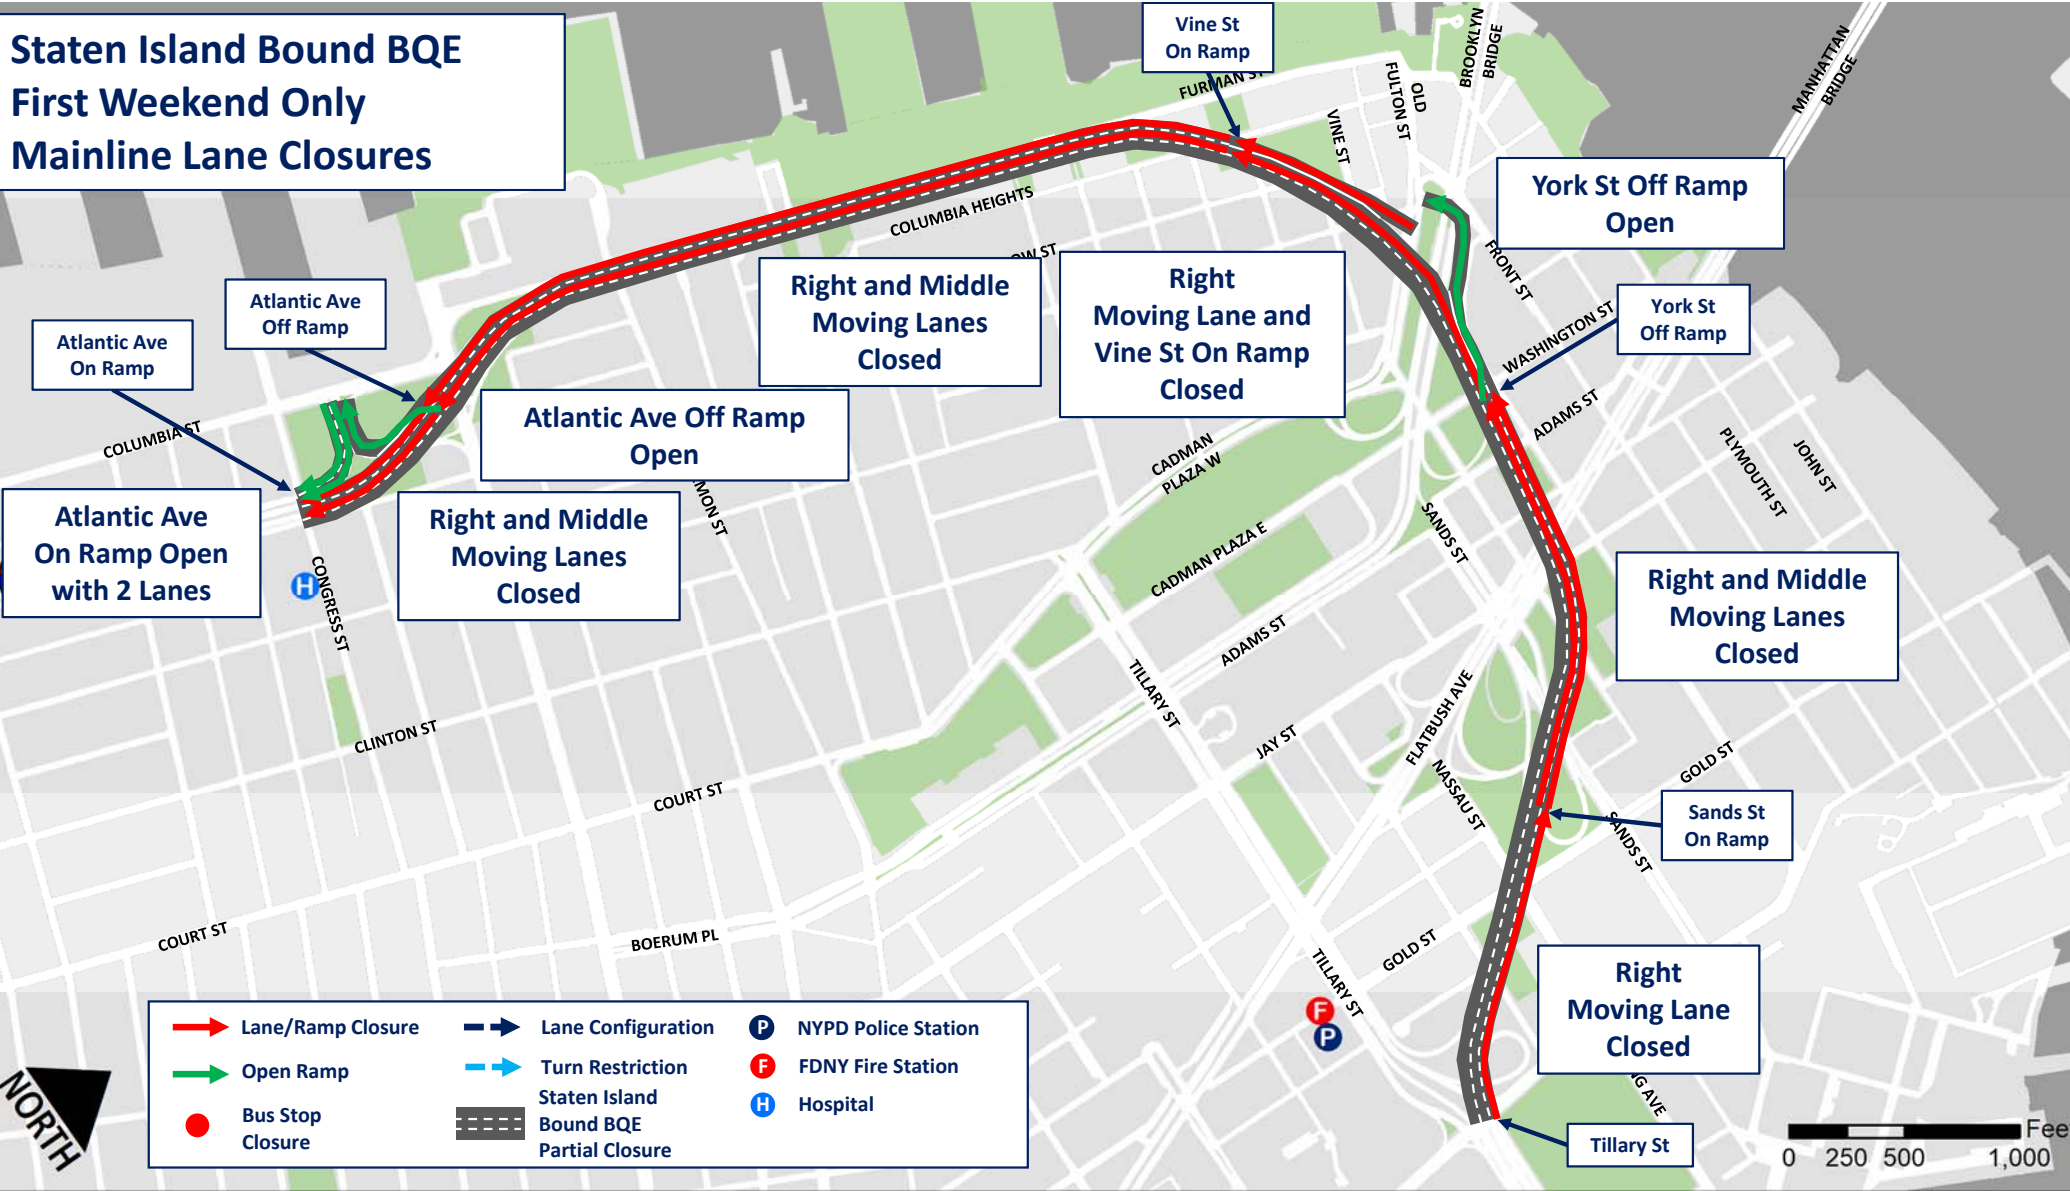 Staten Island Bound BQE
First Weekend Only
Mainline Lane Closures
Vine St
On Ramp
FURMAN ST
VINE ST
OLD
FULTON ST
BROOKLYN
BRIDGE
MANHATTAN
BRIDGE
York St Off Ramp
Open
COLUMBIA HEIGHTS
FRONT ST
WASHINGTON ST
York St
Off Ramp
ADAMS ST
PLYMOUTH ST
JOHN ST
Right and Middle
Moving Lanes
Closed
Right
Moving Lane and
Vine St On Ramp
Closed
Atlantic Ave
Off Ramp
Atlantic Ave
On Ramp
COLUMBIA ST
Atlantic Ave Off Ramp
Open
Atlantic Ave
On Ramp Open
with 2 Lanes
Right and Middle
Moving Lanes
Closed
MON ST
H
CONGRESS ST
CADMAN
PLAZA W
CADMAN PLAZA E
SANDS ST
ADAMS ST
Right and Middle
Moving Lanes
Closed
TILLARY ST
FLATBUSH AVE
JAY ST
NASSAU ST
GOLD ST
CLINTON ST
COURT ST
Sands St
On Ramp
SANDS ST
COURT ST
BOERUM PL
GOLD ST
TILLARY ST
F
P
Right
Moving Lane
Closed
NG AVE
Tillary St
Lane/Ramp Closure
Open Ramp
Bus Stop
Closure
Lane Configuration
Turn Restriction
Staten Island
Bound BQE
Partial Closure
P NYPD Police Station
F FDNY Fire Station
H Hospital
NORTH
Fee
0 250 500 1,000